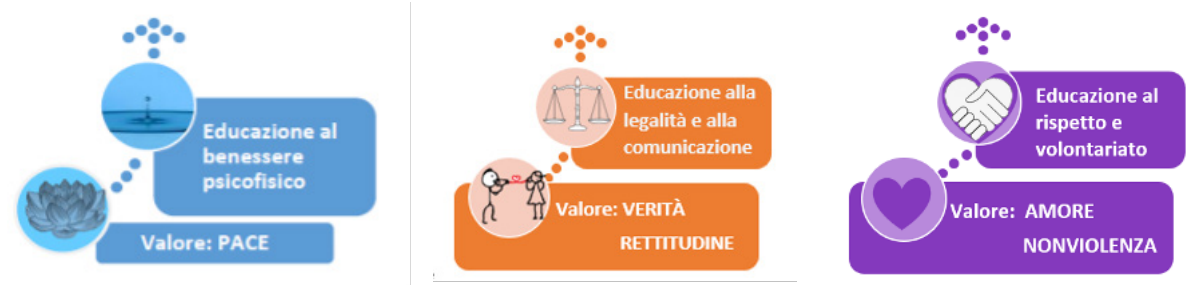 Educazione al
benessere
psicofisico
Valore: PACE
Educazione alla
legalità e alla
comunicazione
Valore: VERITÀ
RETTITUDINE
Educazione al
rispetto e
volontariato
Valore: AMORE
NONVIOLENZA